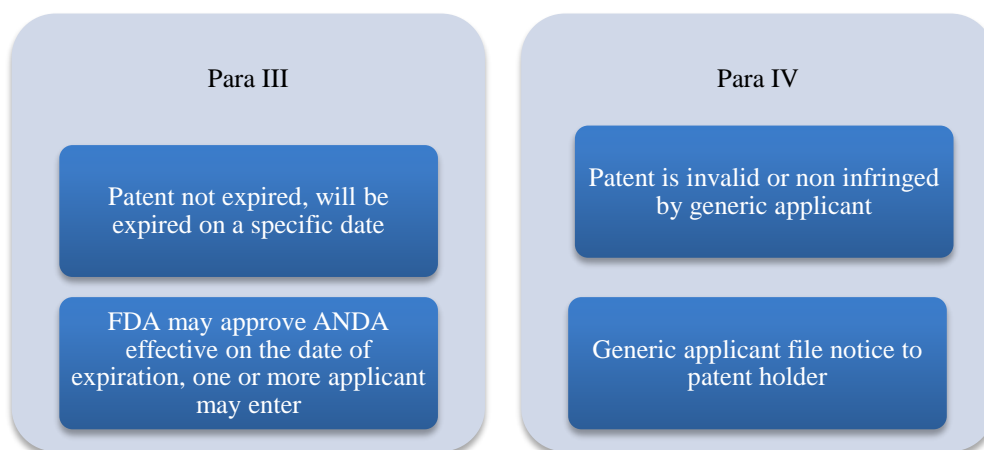 Para III
Patent not expired, will be
expired on a specific date
FDA may approve ANDA
effective on the date of
expiration, one or more applicant
may enter
Para IV
Patent is invalid or non infringed
by generic applicant
Generic applicant file notice to
patent holder